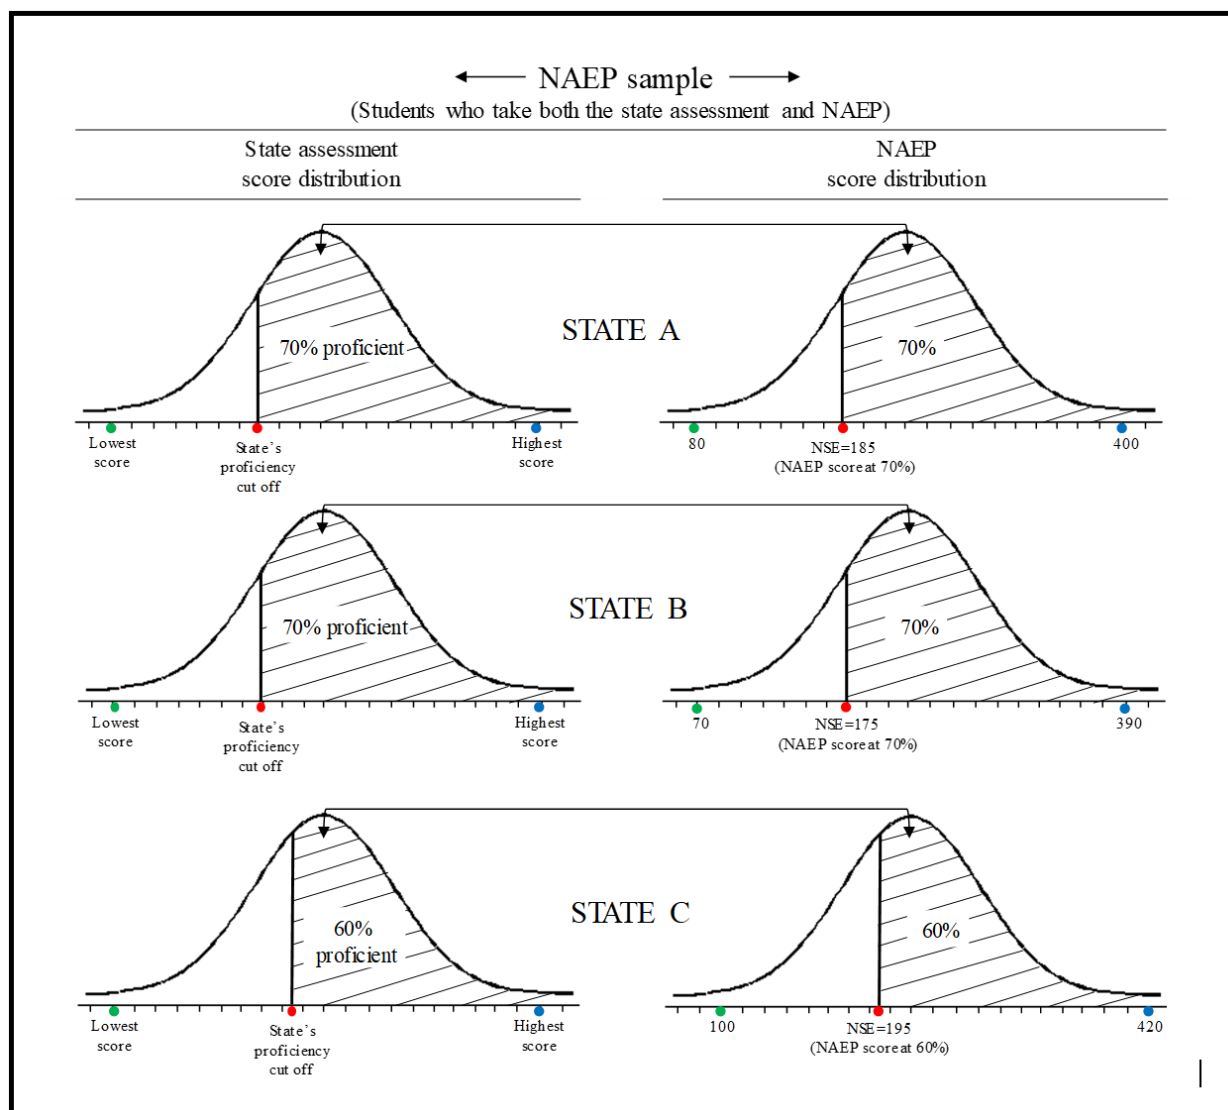 NAEP sample
(Students who take both the state assessment and NAEP)
State assessment
score distribution
NAEP
score distribution
70% proficient
STATE A
70%
Lowest
score
State's
proficiency
cut off
Highest
score
80
NSE=185
(NAEP score at 70%)
400
70% proficient
STATE B
70%
Lowest
score
State's
proficiency
cut off
Highest
score
70
NSE=175
(NAEP score at 70%)
390
60%
proficient
STATE C
60%
Lowest
score
State's
proficiency
cut off
Highest
score
100
NSE=195
(NAEP score at 60%)
420